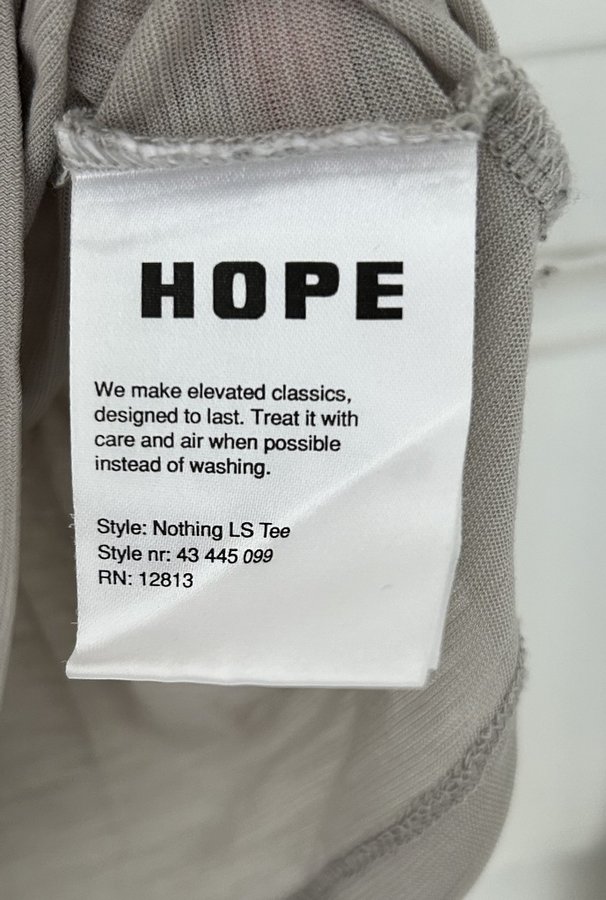 HOPE
We make elevated classics,
designed to last. Treat it with
care and air when possible
instead of washing.
Style: Nothing LS Tee
Style nr: 43 445 099
RN: 12813